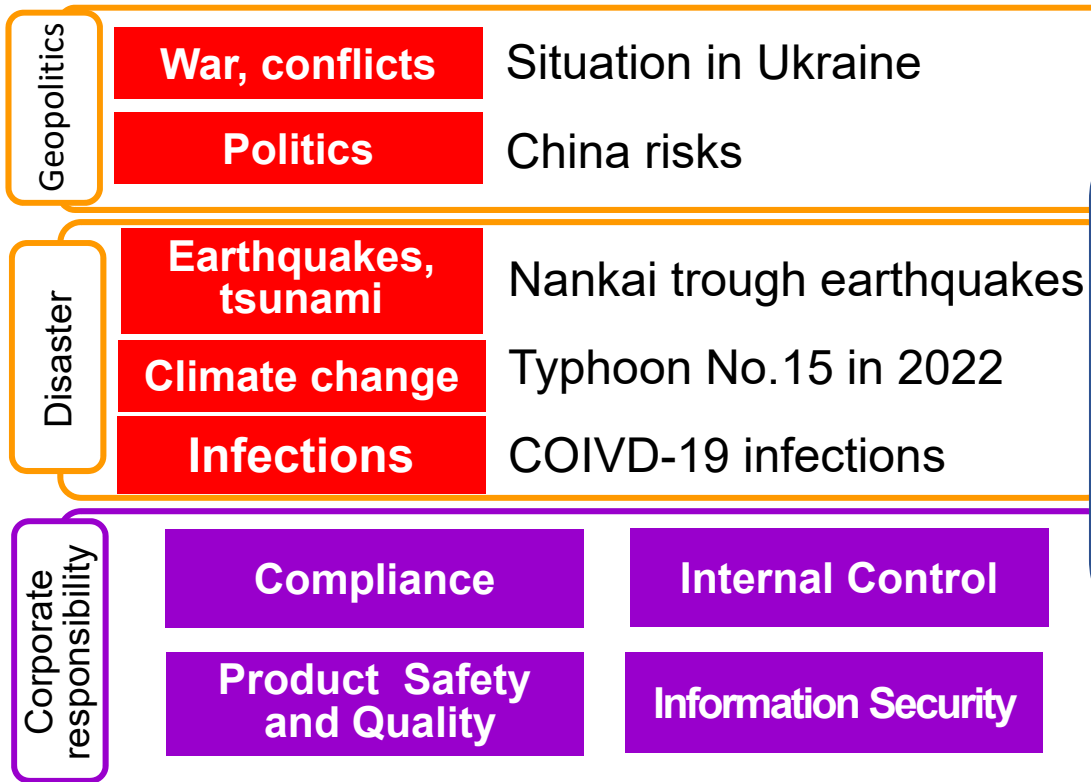 Geopolitics
War, conflicts
Situation in Ukraine
Politics
China risks
Disaster
Earthquakes,
tsunami
Nankai trough earthquakes
Climate change
Typhoon No.15 in 2022
Infections
COIVD-19 infections
Corporate
responsibility
Compliance
Internal Control
Product Safety
and Quality
Information Security